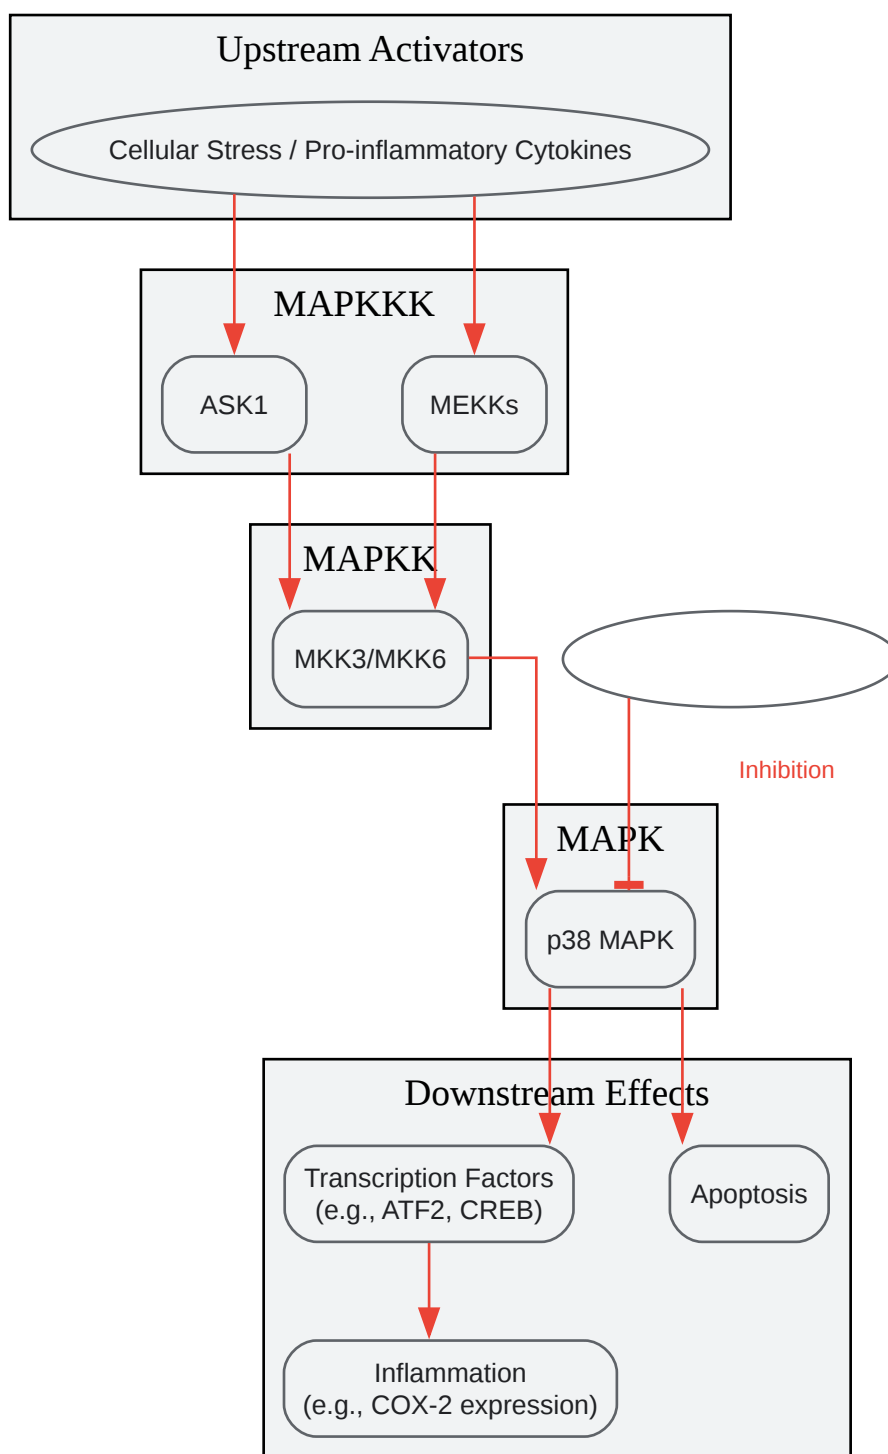 Upstream Activators
Cellular Stress / Pro-inflammatory Cytokines
MAPKKK
ASK1
MEKKs
MAPKK
MKK3/MKK6
Inhibition
MAPK
p38 MAPK
Downstream Effects
Transcription Factors
(e.g., ATF2, CREB)
Apoptosis
Inflammation
(e.g., COX-2 expression)